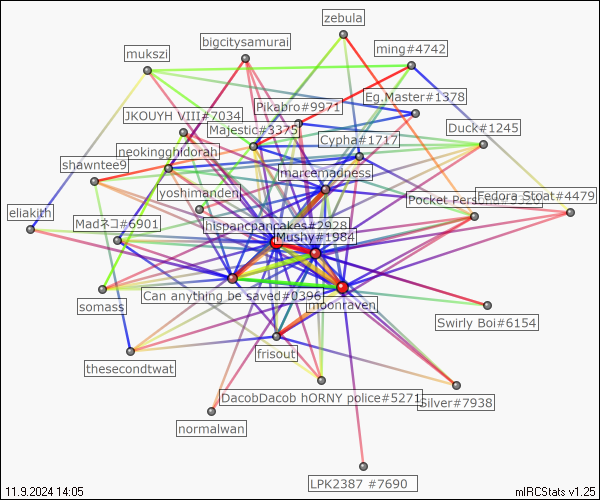 zebula
bigcitysamurai
ming#4742
mukszi
Eg.Master#1378
Pikabro#9971
JKOUYH VIII#7034
Majestic#3375
Duck#1245
Cypha#1717
neokingghidorah
shawntee9
marcemadness
yoshimanden
Fedora Stoat#4479
eliakith
Madネコ#6901
hispancpancakes#2928
Mushy#1984
Can anything be saved#0396
moonraven
somass
Swirly Boi#6154
frisout
thesecondtwat
DacobDacob hORNY police#5271
Silver#7938
normalwan
LPK2387 #7690
11.9.2024 14:05
mIRCStats v1.25